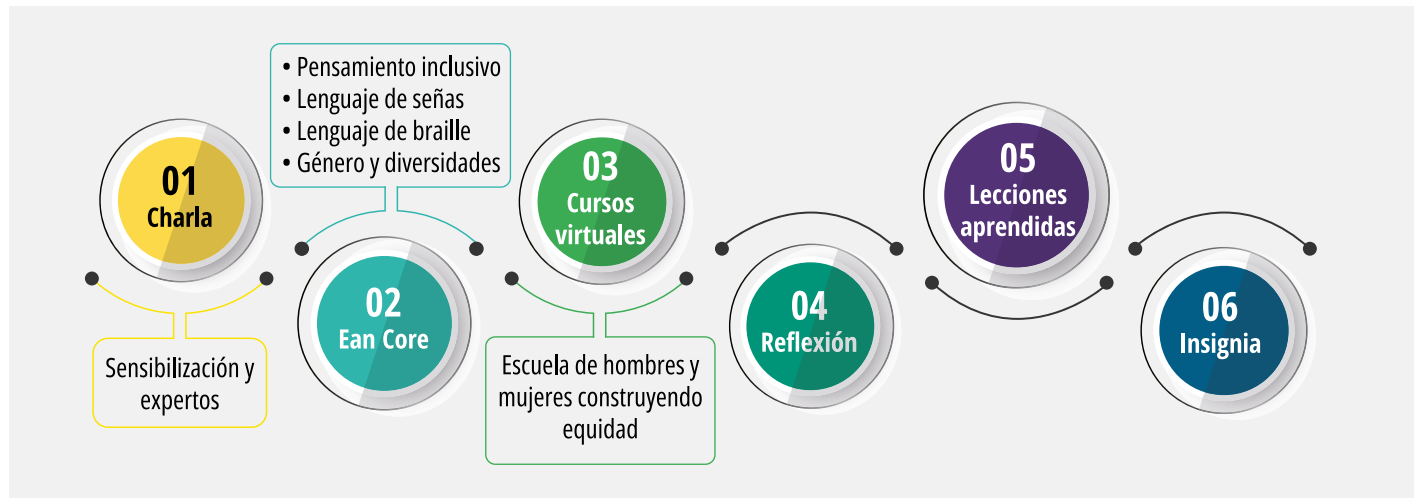 01
Charla
Sensibilización y
expertos
• Pensamiento inclusivo
• Lenguaje de señas
• Lenguaje de braille
• Género y diversidades
02
Ean Core
03
Cursos
virtuales
Escuela de hombres y
mujeres construyendo
equidad
04
Reflexión
05
Lecciones
aprendidas
06
Insignia